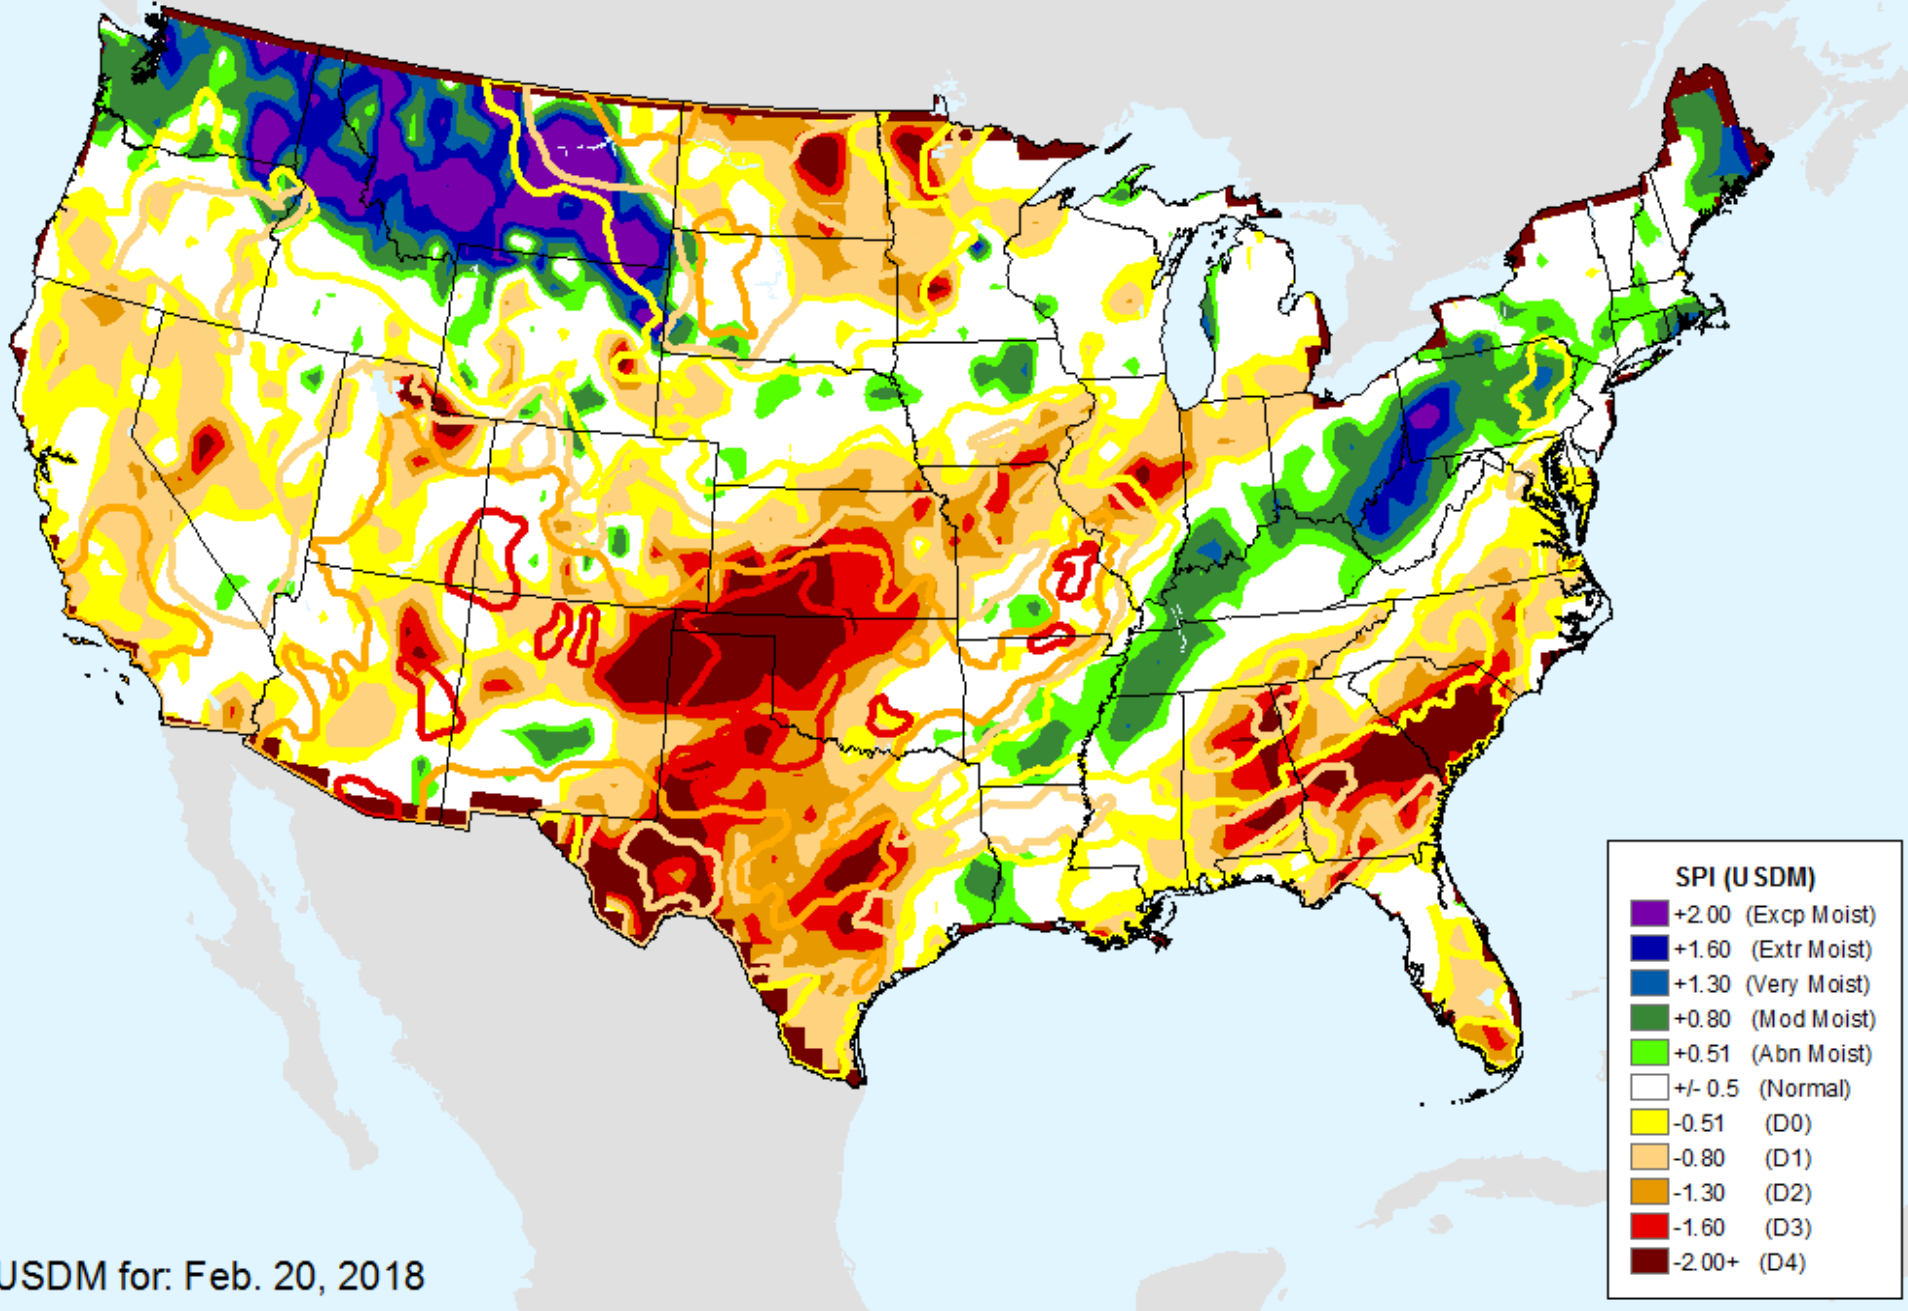 SPI (USDM)
+2.00 (Excp Moist)
+1.60 (Extr Moist)
+1.30 (Very Moist)
+0.80 (Mod Moist)
+0.51 (Abn Moist)
+/- 0.5 (Normal)
-0.51 (D0)
-0.80 (D1)
-1.30 (D2)
-1.60 (D3)
-2.00+ (D4)
USDM for: Feb. 20, 2018